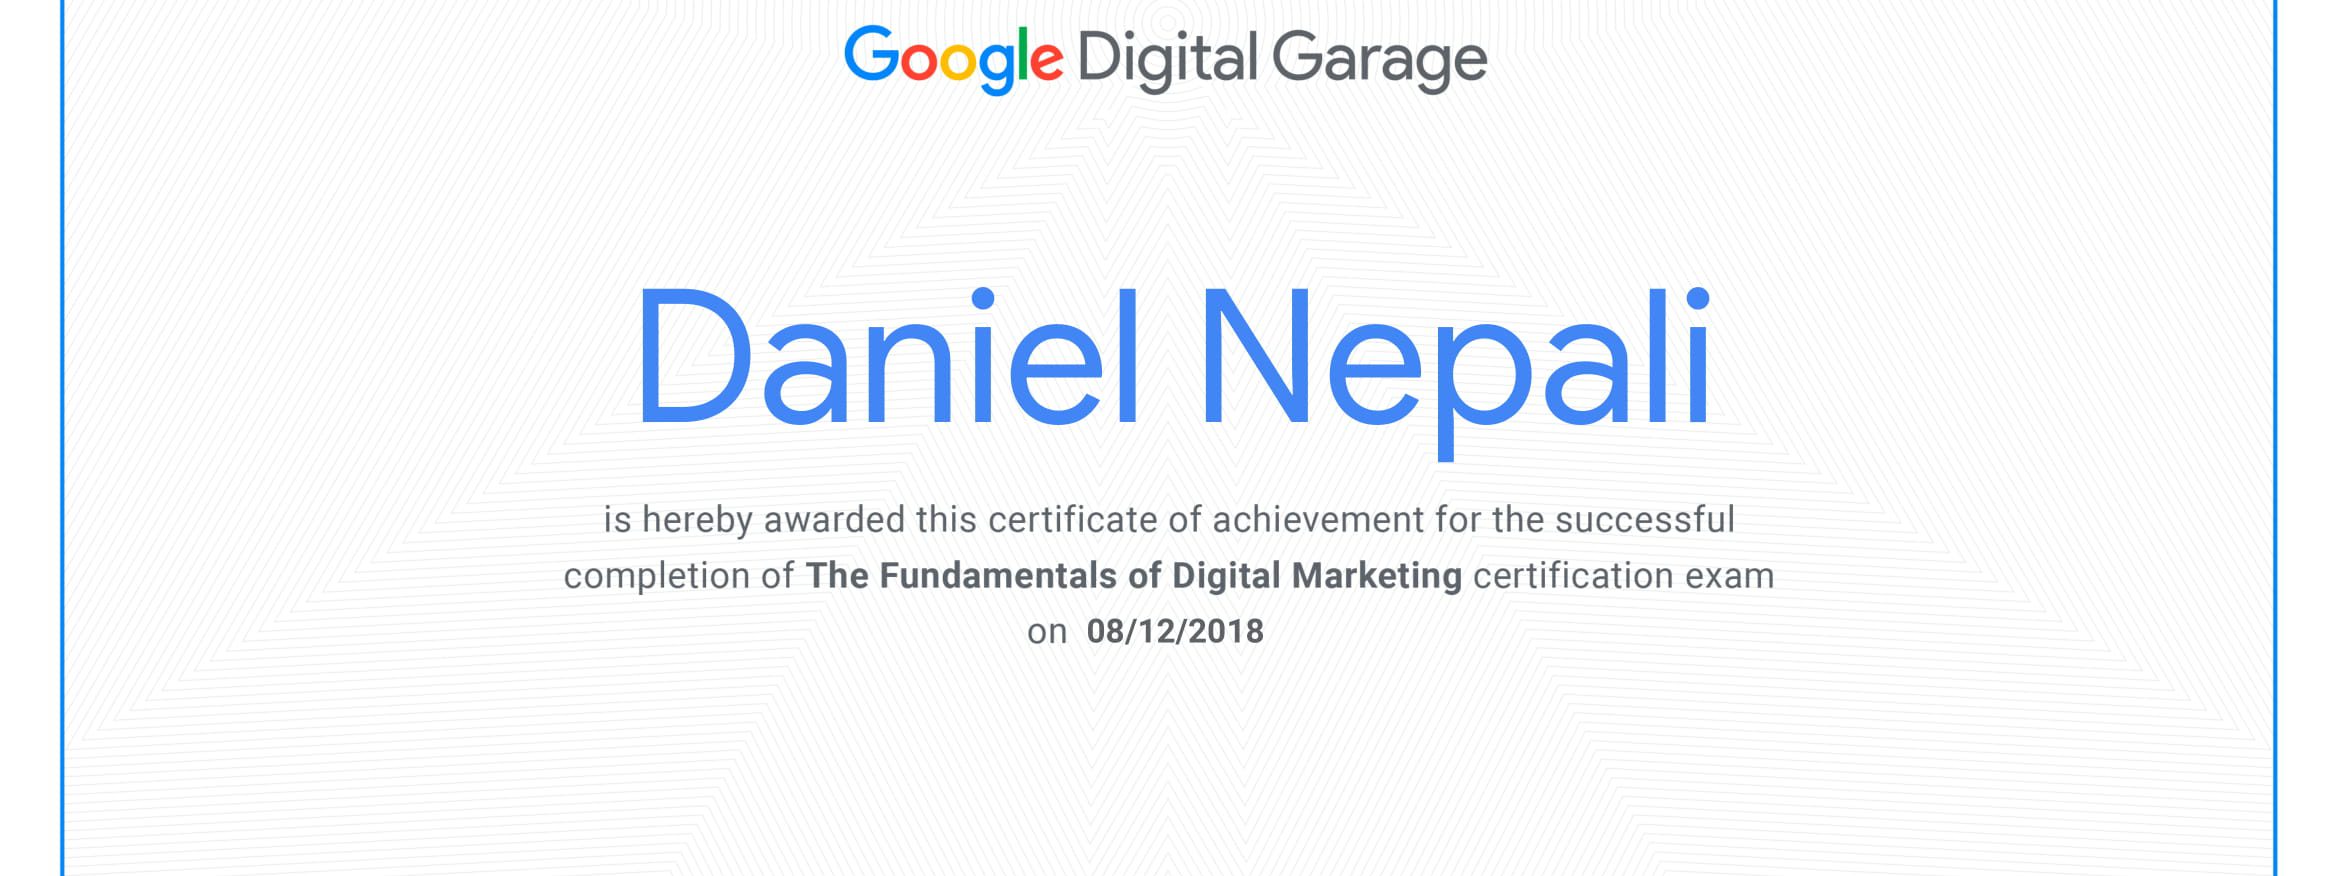 Google Digital Garage
Daniel Nepali
is hereby awarded this certificate of achievement for the successful
completion of The Fundamentals of Digital Marketing certification exam
on 08/12/2018